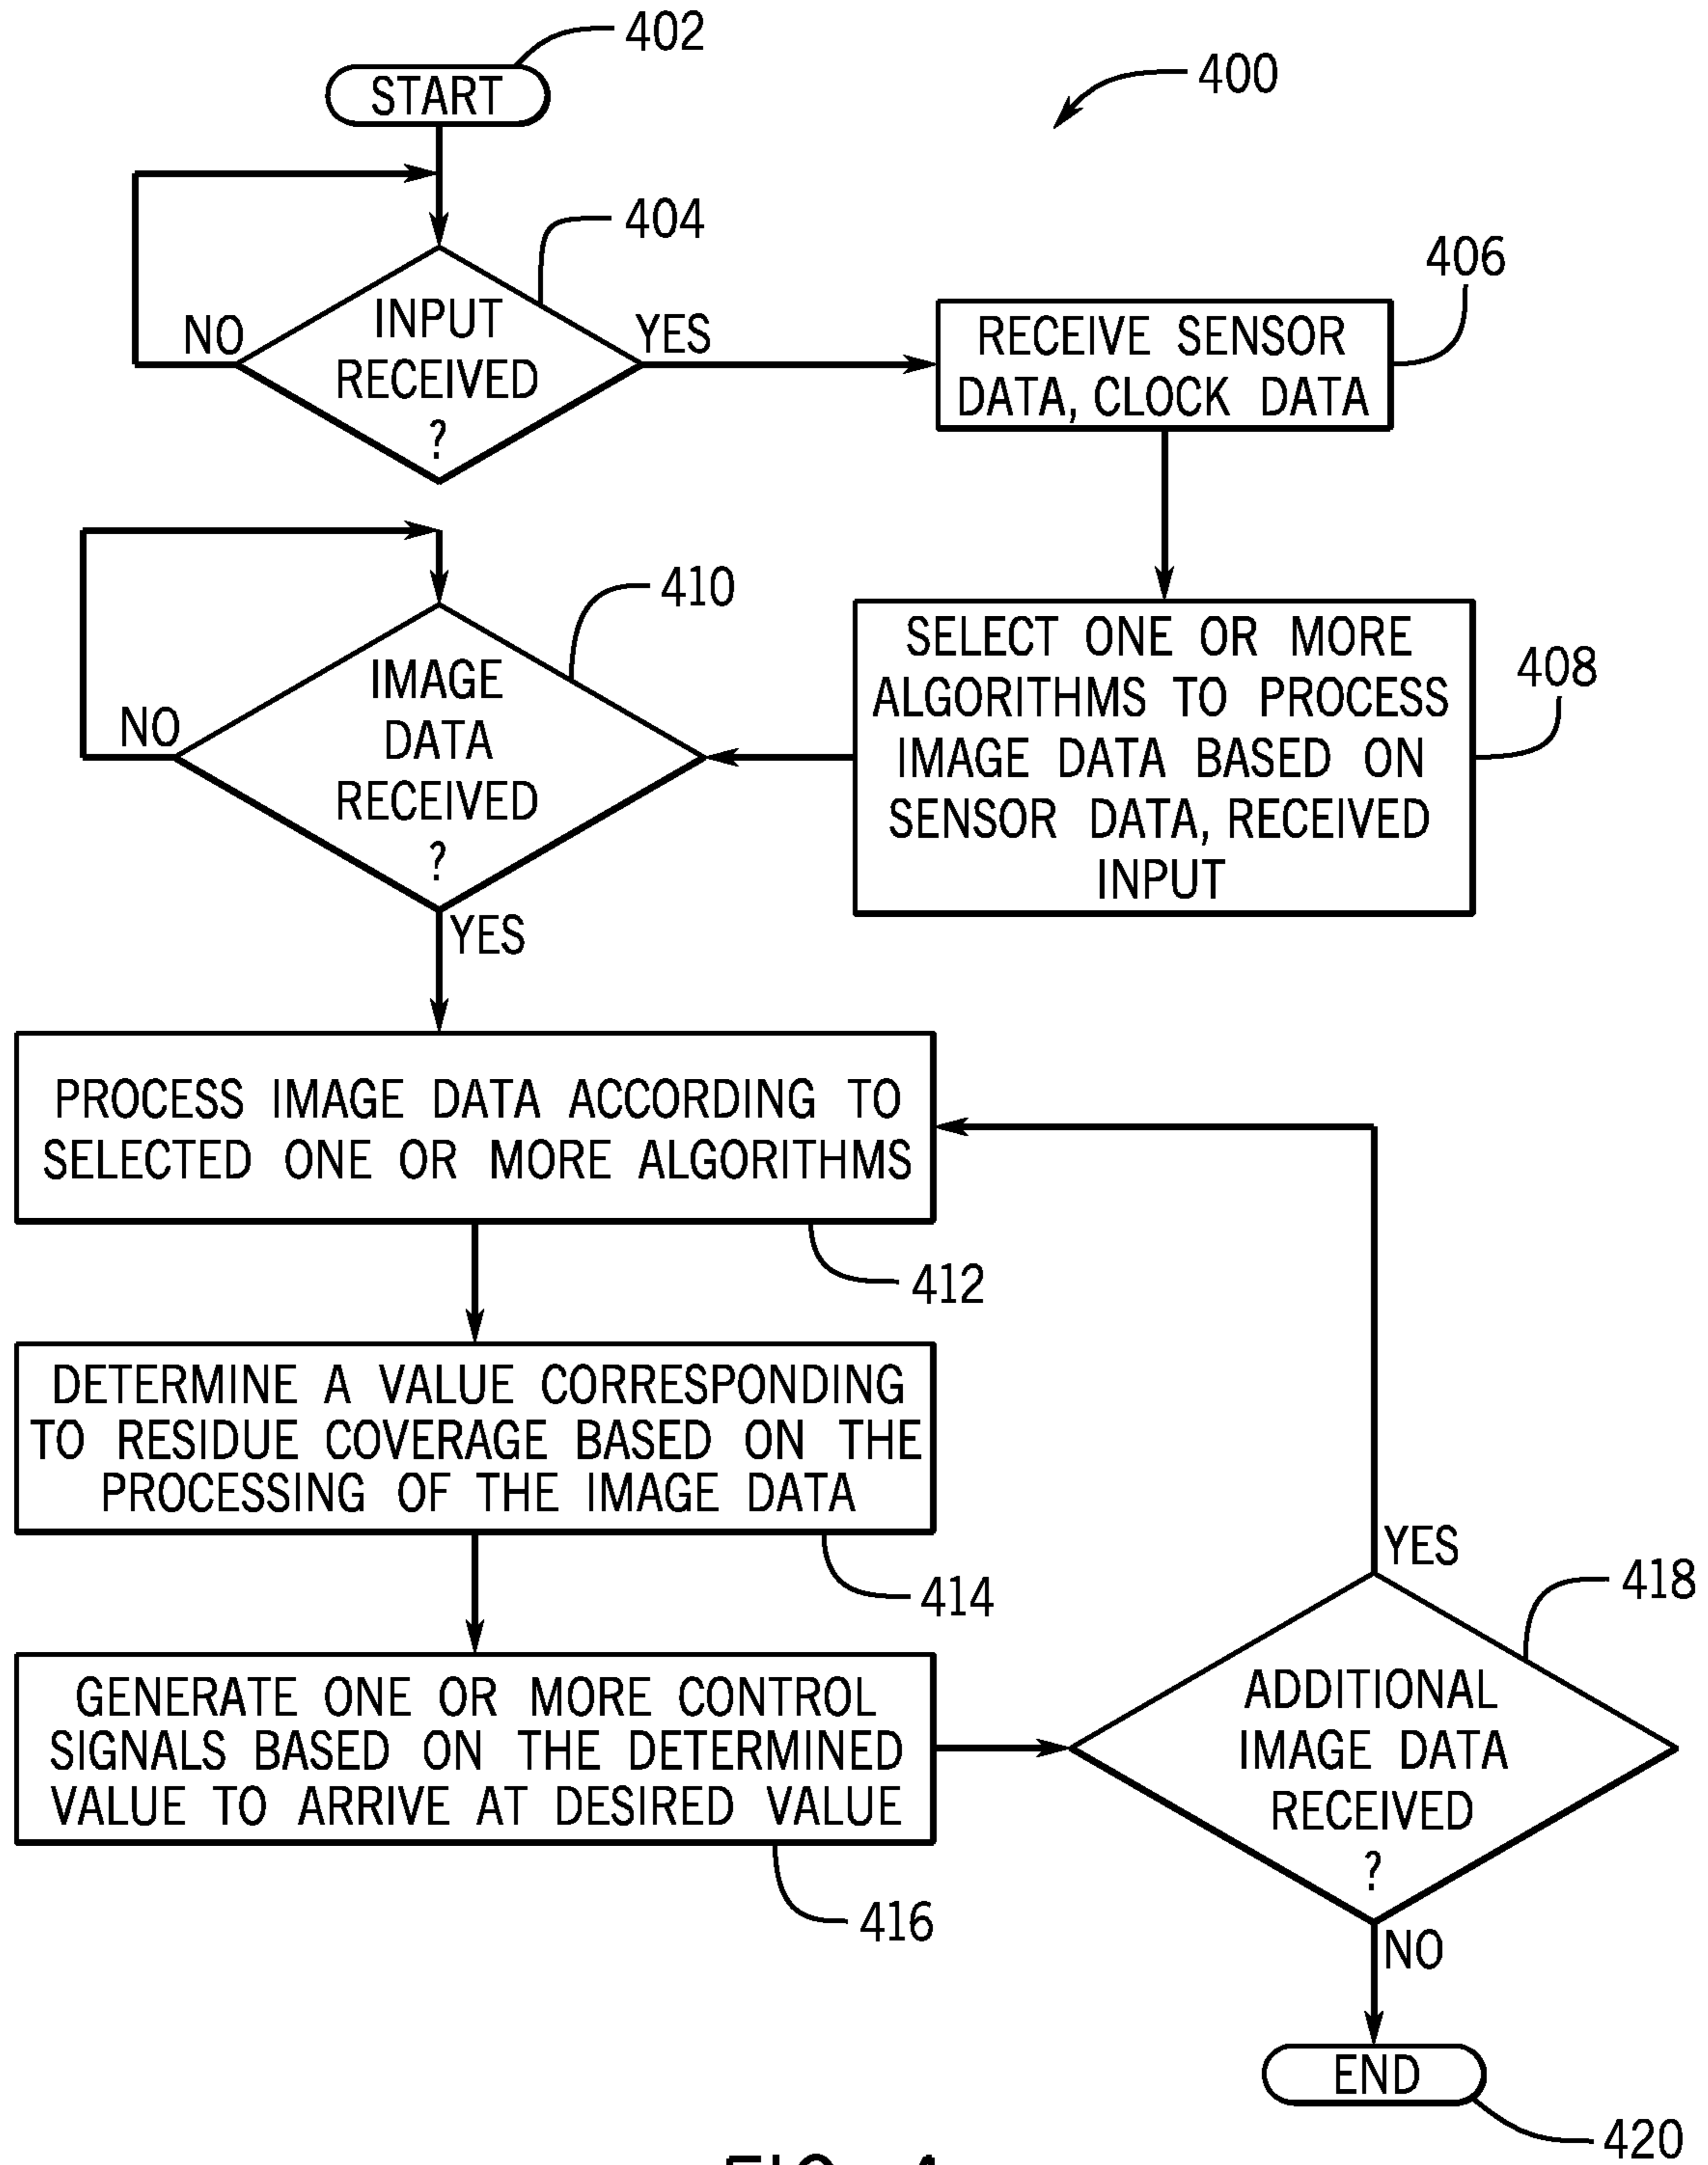 402
START
400
404
INPUT
RECEIVED
?
NO
YES
406
RECEIVE SENSOR
DATA, CLOCK DATA
410
IMAGE
DATA
RECEIVED
?
NO
YES
SELECT ONE OR MORE
ALGORITHMS TO PROCESS
IMAGE DATA BASED ON
SENSOR DATA, RECEIVED
INPUT
408
PROCESS IMAGE DATA ACCORDING TO
SELECTED ONE OR MORE ALGORITHMS
412
DETERMINE A VALUE CORRESPONDING
TO RESIDUE COVERAGE BASED ON THE
PROCESSING OF THE IMAGE DATA
414
GENERATE ONE OR MORE CONTROL
SIGNALS BASED ON THE DETERMINED
VALUE TO ARRIVE AT DESIRED VALUE
416
YES
418
ADDITIONAL
IMAGE DATA
RECEIVED
?
NO
END
420